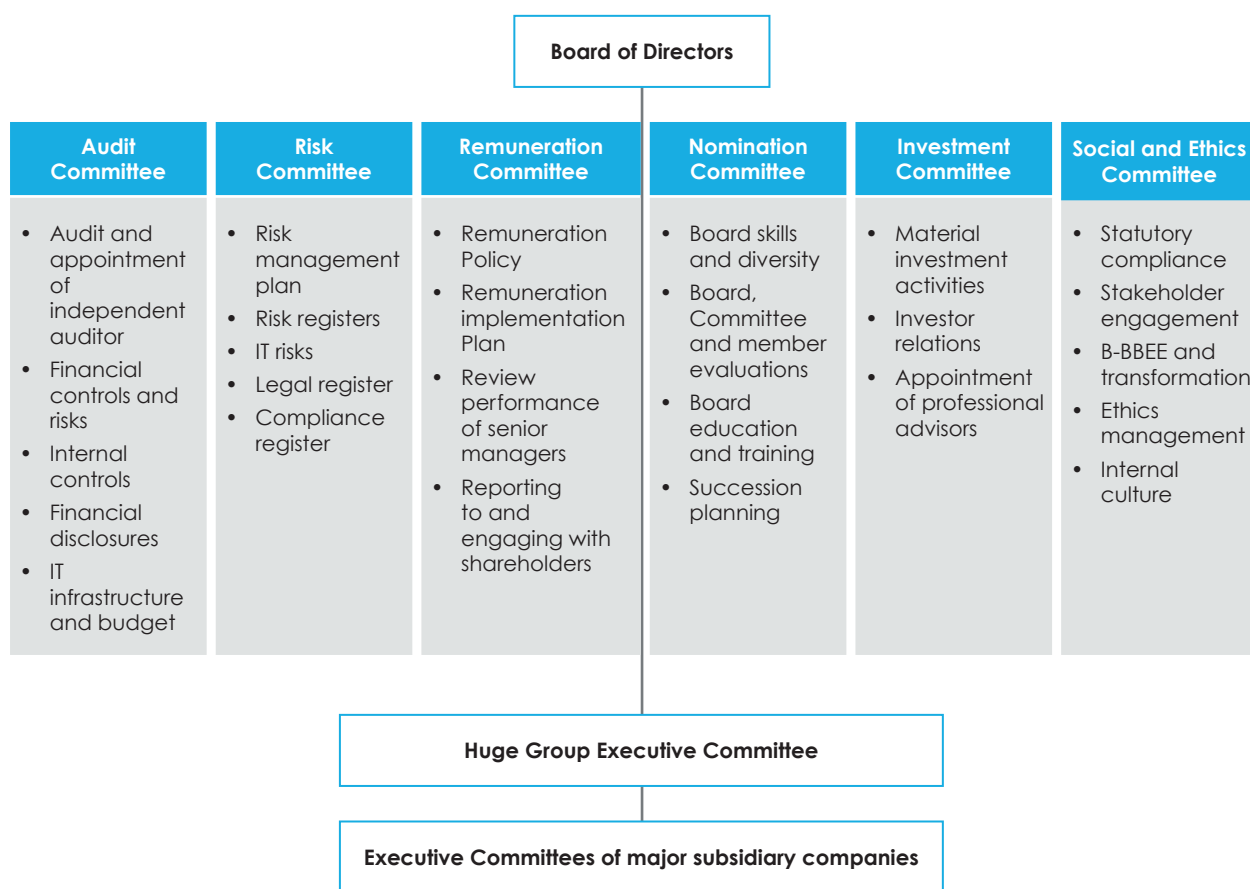 Board of Directors
Audit
Committee
• Audit and
appointment
of
independent
auditor
• Financial
controls and
risks
• Internal
controls
• Financial
disclosures
• IT
infrastructure
and budget
Risk
Committee
• Risk
management
plan
• Risk registers
• IT risks
• Legal register
• Compliance
register
Remuneration
Committee
• Remuneration
Policy
• Remuneration
implementation
Plan
• Review
performance
of senior
managers
• Reporting
to and
engaging with
shareholders
Nomination
Committee
• Board skills
and diversity
• Board,
Committee
and member
evaluations
• Board
education
and training
• Succession
planning
Investment
Committee
• Material
investment
activities
• Investor
relations
• Appointment
of professional
advisors
Social and Ethics
Committee
• Statutory
compliance
• Stakeholder
engagement
• B-BBEE and
transformation
• Ethics
management
• Internal
culture
Huge Group Executive Committee
Executive Committees of major subsidiary companies